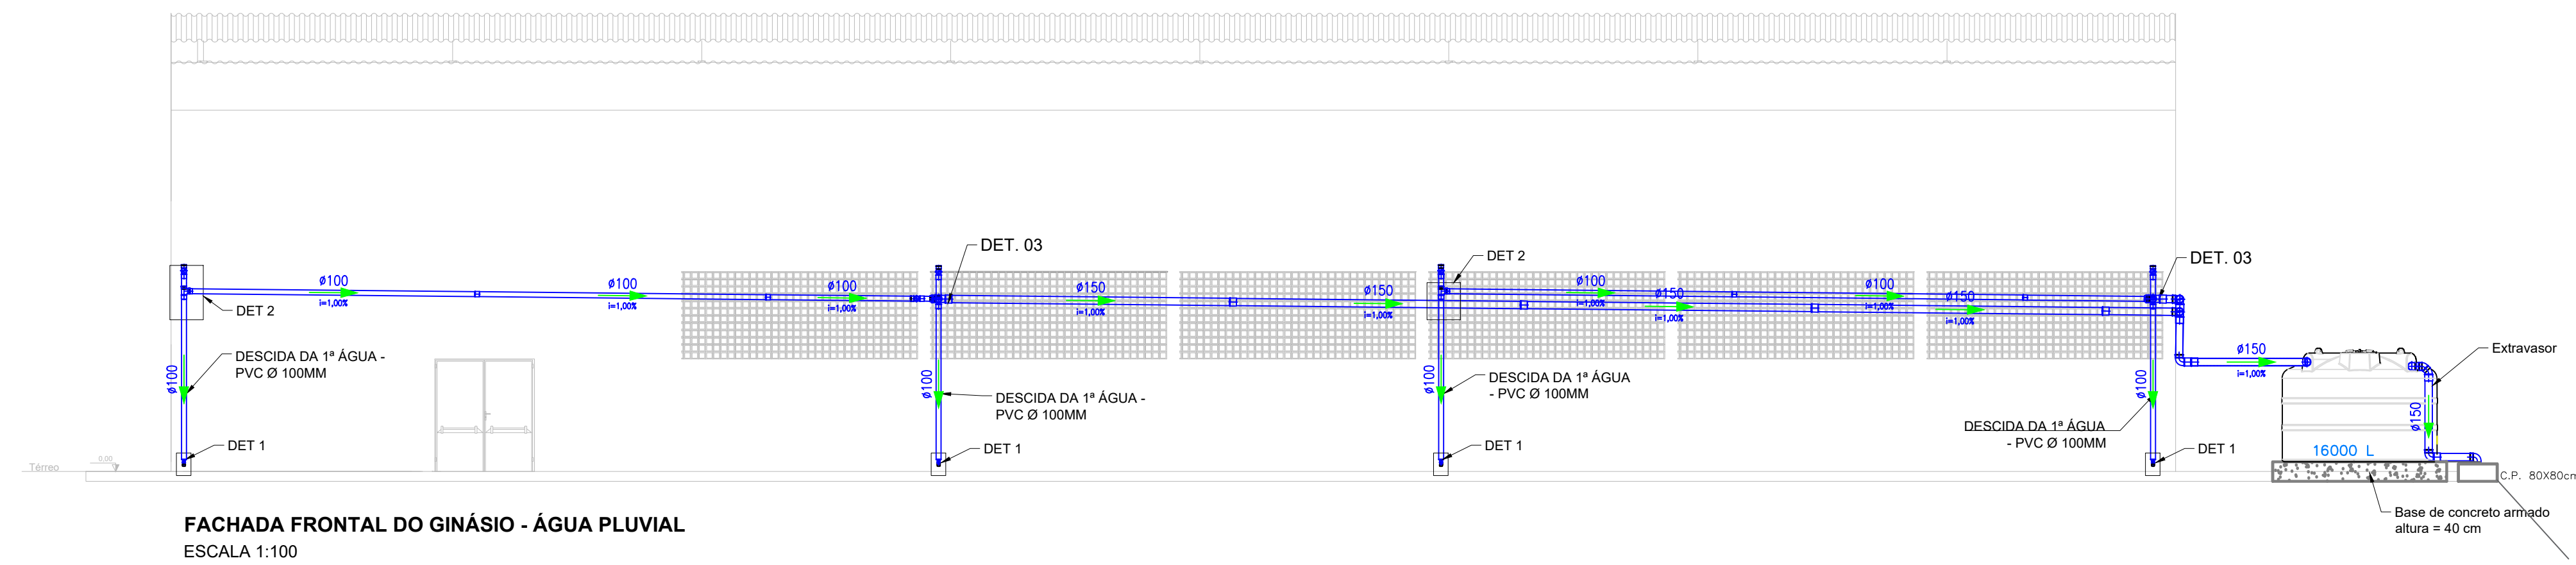 DET. 03
DET 2
DET. 03
Ø100
i=1,00%
Ø100
i=1,00%
Ø100
i=1,00%
Ø150
i=1,00%
Ø150
i=1,00%
Ø100
i=1,00%
Ø150
i=1,00%
Ø100
i=1,00%
Ø150
i=1,00%
DET 2
Ø150
i=1,00%
Extravasor
DESCIDA DA 1ª ÁGUA -
PVC Ø 100MM
Ø100
DESCIDA DA 1ª ÁGUA -
PVC Ø 100MM
Ø100
DESCIDA DA 1ª ÁGUA
- PVC Ø 100MM
Ø100
DESCIDA DA 1ª ÁGUA
- PVC Ø 100MM
Ø100
Ø150
DET 1
DET 1
DET 1
DET 1
16000 L
Térreo
0,00
C.P. 80X80cm
Base de concreto armado
altura = 40 cm
FACHADA FRONTAL DO GINÁSIO - ÁGUA PLUVIAL
ESCALA 1:100